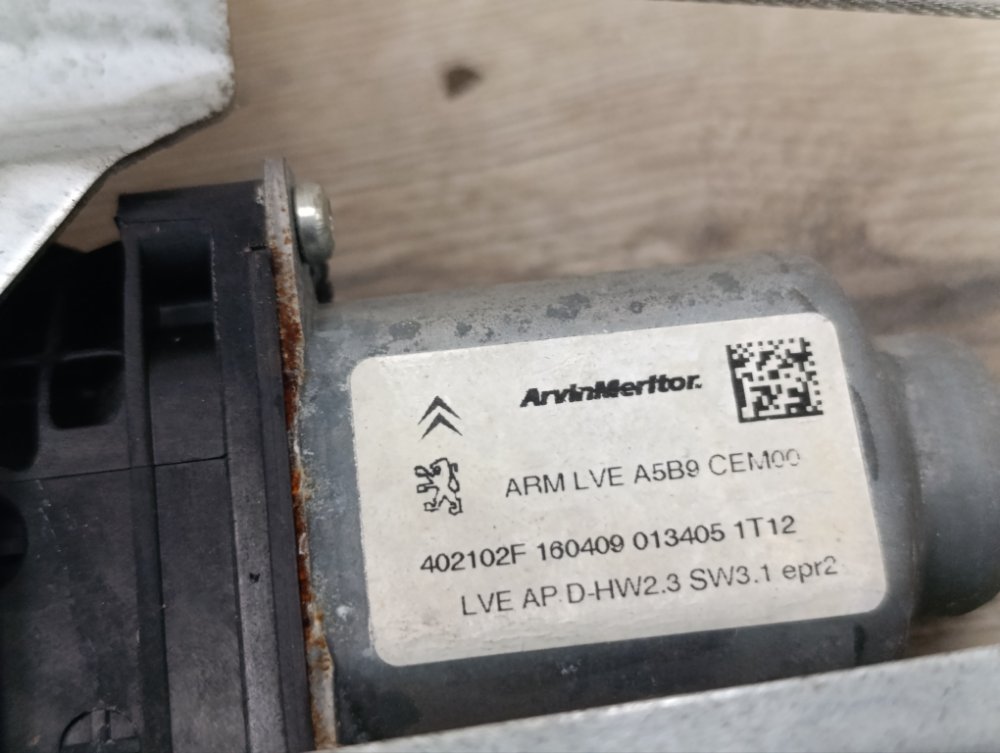 ArvinMeritor.
ARM LVE A5B9 CEM00
402102F 160409 013405 1T12
LVE AP D-HW2.3 SW3.1 epr2